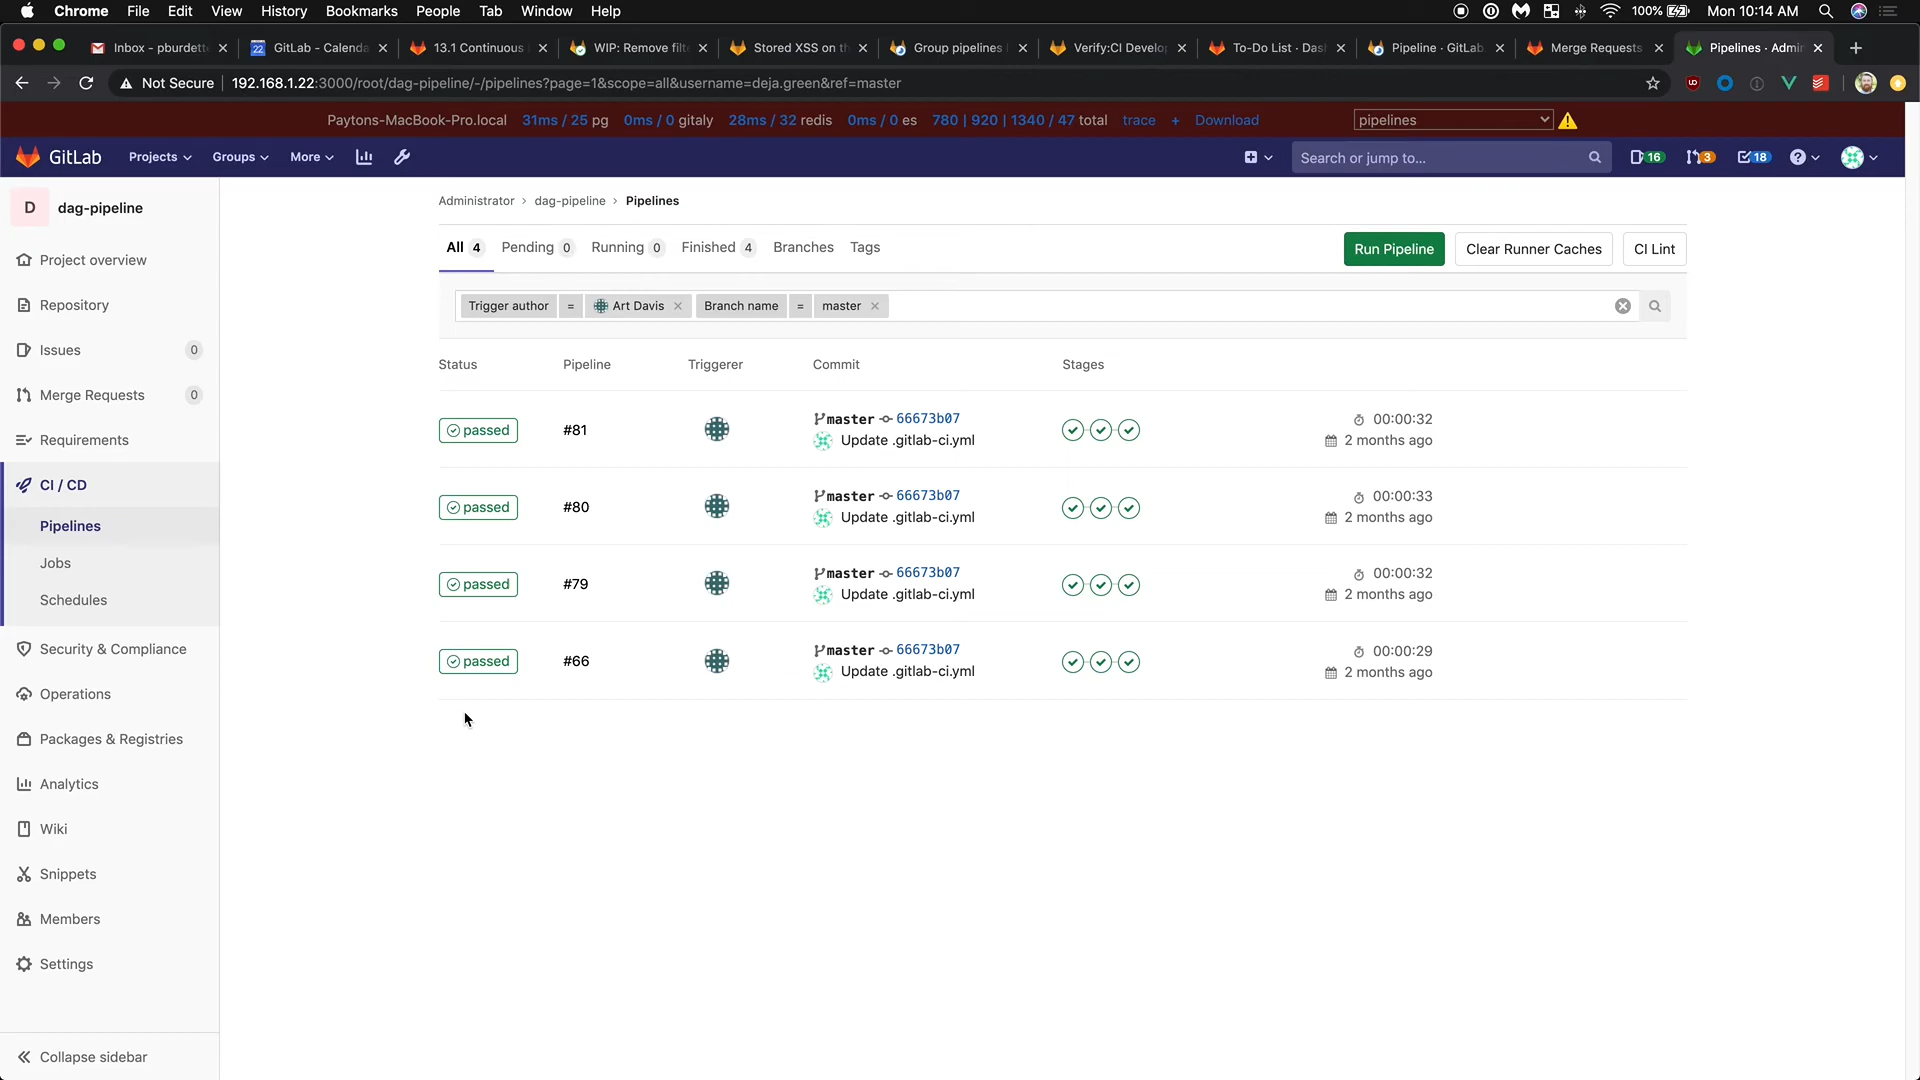 Chrome File Edit View History Bookmarks People Tab Window Help 100% Mon 10:14 AM
Inbox - pburdett GitLab - Calenda 13.1 Continuous WIP: Remove filt Stored XSS on th Group pipelines Verify:CI Develop To-Do List · Das Pipeline · GitLab Merge Requests Pipelines · Admin
Not Secure 192.168.1.22:3000/root/dag-pipeline/-/pipelines?page=1&scope=all&username=deja.green&ref=master
Paytons-MacBook-Pro.local 31ms / 25 pg 0ms / 0 gitaly 28ms / 32 redis 0ms / 0 es 780 | 920 | 1340 / 47 total trace + Download pipelines
GitLab Projects Groups More Search or jump to... 16 3 18
D dag-pipeline
Project overview
Repository
Issues 0
Merge Requests 0
Requirements
CI / CD
Pipelines
Jobs
Schedules
Security & Compliance
Operations
Packages & Registries
Analytics
Wiki
Snippets
Members
Settings
Collapse sidebar
Administrator › dag-pipeline › Pipelines
All 4 Pending 0 Running 0 Finished 4 Branches Tags Run Pipeline Clear Runner Caches CI Lint
Trigger author = Art Davis Branch name = master
Status Pipeline Triggerer Commit Stages
passed #81 master 66673b07 00:00:32
Update .gitlab-ci.yml 2 months ago
passed #80 master 66673b07 00:00:33
Update .gitlab-ci.yml 2 months ago
passed #79 master 66673b07 00:00:32
Update .gitlab-ci.yml 2 months ago
passed #66 master 66673b07 00:00:29
Update .gitlab-ci.yml 2 months ago